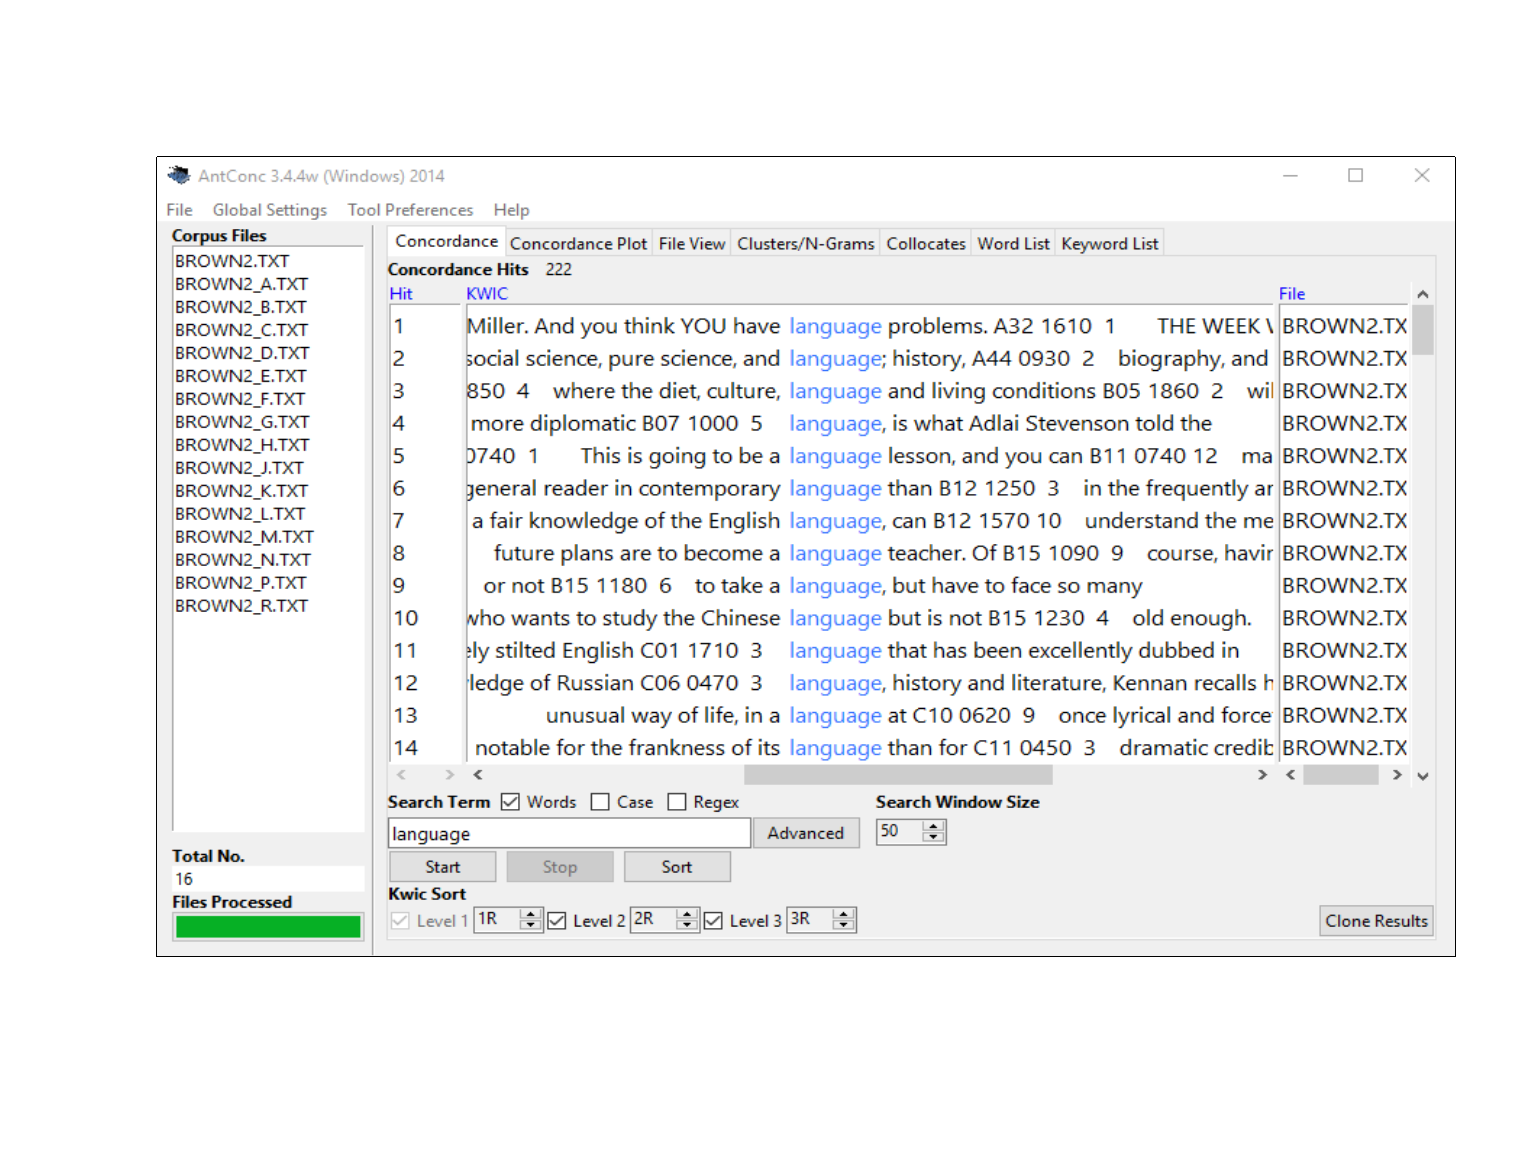 AntConc 3.4.4w (Windows) 2014
File Global Settings Tool Preferences Help
Corpus Files
BROWN2.TXT
BROWN2_A.TXT
BROWN2_B.TXT
BROWN2_C.TXT
BROWN2_D.TXT
BROWN2_E.TXT
BROWN2_F.TXT
BROWN2_G.TXT
BROWN2_H.TXT
BROWN2_J.TXT
BROWN2_K.TXT
BROWN2_L.TXT
BROWN2_M.TXT
BROWN2_N.TXT
BROWN2_P.TXT
BROWN2_R.TXT
Total No.
16
Files Processed
Concordance Concordance Plot File View Clusters/N-Grams Collocates Word List Keyword List
Concordance Hits 222
Hit KWIC File
1 Miller. And you think YOU have language problems. A32 1610 1 THE WEEK BROWN2.TX
2 social science, pure science, and language; history, A44 0930 2 biography, and BROWN2.TX
3 850 4 where the diet, culture, language and living conditions B05 1860 2 wil BROWN2.TX
4 more diplomatic B07 1000 5 language, is what Adlai Stevenson told the BROWN2.TX
5 0740 1 This is going to be a language lesson, and you can B11 0740 12 ma BROWN2.TX
6 general reader in contemporary language than B12 1250 3 in the frequently ar BROWN2.TX
7 a fair knowledge of the English language, can B12 1570 10 understand the me BROWN2.TX
8 future plans are to become a language teacher. Of B15 1090 9 course, havin BROWN2.TX
9 or not B15 1180 6 to take a language, but have to face so many BROWN2.TX
10 who wants to study the Chinese language but is not B15 1230 4 old enough. BROWN2.TX
11 ely stilted English C01 1710 3 language that has been excellently dubbed in BROWN2.TX
12 ledge of Russian C06 0470 3 language, history and literature, Kennan recalls h BROWN2.TX
13 unusual way of life, in a language at C10 0620 9 once lyrical and force BROWN2.TX
14 notable for the frankness of its language than for C11 0450 3 dramatic credib BROWN2.TX
Search Term Words Case Regex Search Window Size
language Advanced 50
Start Stop Sort
Kwic Sort
Level 1 1R Level 2 2R Level 3 3R Clone Results